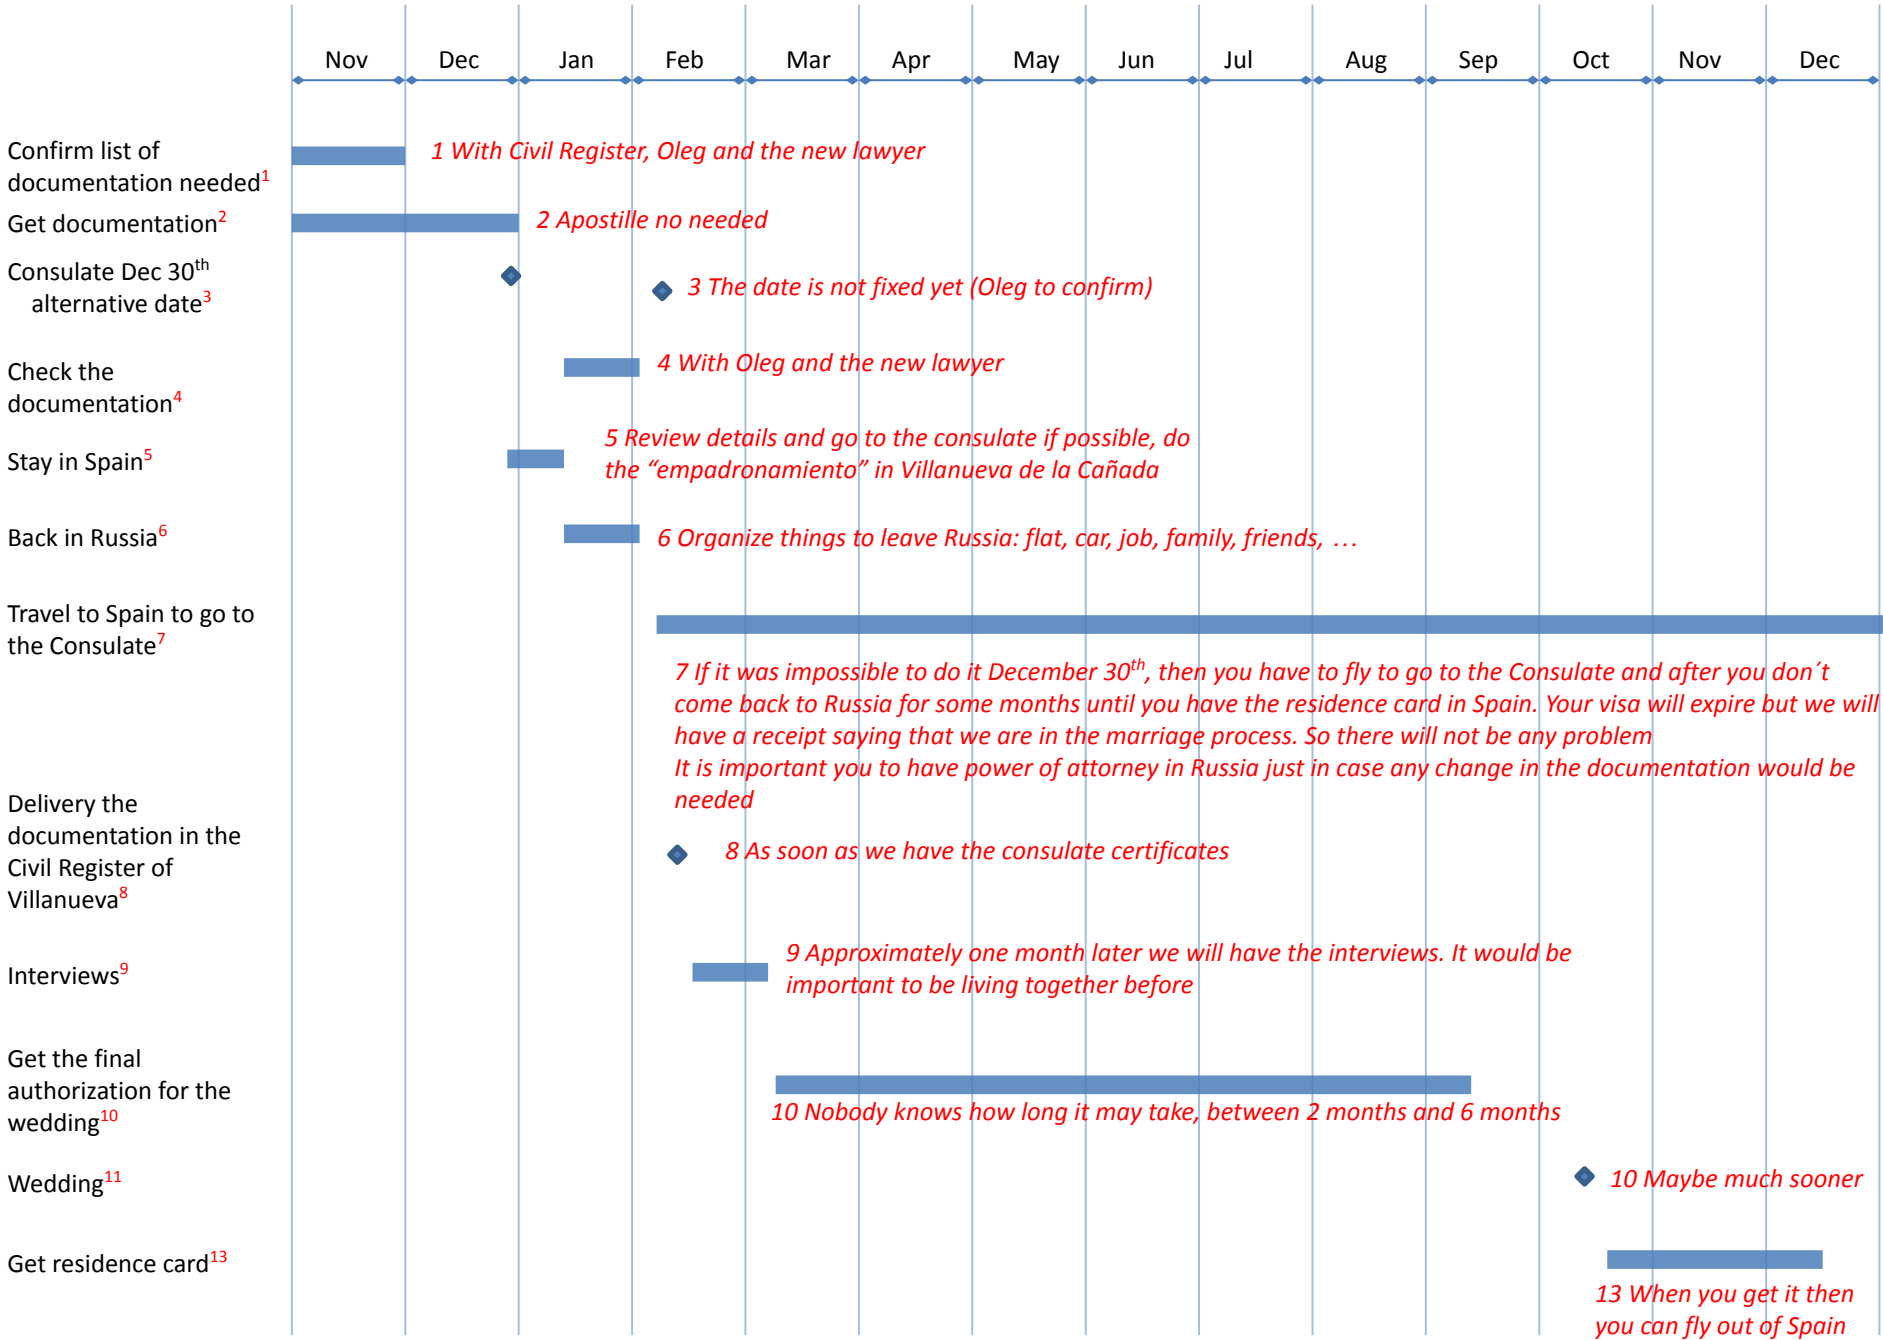 Nov Dec Jan Feb Mar Apr May Jun Jul Aug Sep Oct Nov Dec
Confirm list of
documentation needed1
1 With Civil Register, Oleg and the new lawyer
Get documentation2
2 Apostille no needed
Consulate Dec 30th
alternative date3
3 The date is not fixed yet (Oleg to confirm)
Check the
documentation4
4 With Oleg and the new lawyer
Stay in Spain5
5 Review details and go to the consulate if possible, do
the “empadronamiento” in Villanueva de la Cañada
Back in Russia6
6 Organize things to leave Russia: flat, car, job, family, friends, …
Travel to Spain to go to
the Consulate7
7 If it was impossible to do it December 30th, then you have to fly to go to the Consulate and after you don´t
come back to Russia for some months until you have the residence card in Spain. Your visa will expire but we will
have a receipt saying that we are in the marriage process. So there will not be any problem
It is important you to have power of attorney in Russia just in case any change in the documentation would be
needed
Delivery the
documentation in the
Civil Register of
Villanueva8
8 As soon as we have the consulate certificates
Interviews9
9 Approximately one month later we will have the interviews. It would be
important to be living together before
Get the final
authorization for the
wedding10
10 Nobody knows how long it may take, between 2 months and 6 months
Wedding11
10 Maybe much sooner
Get residence card13
13 When you get it then
you can fly out of Spain